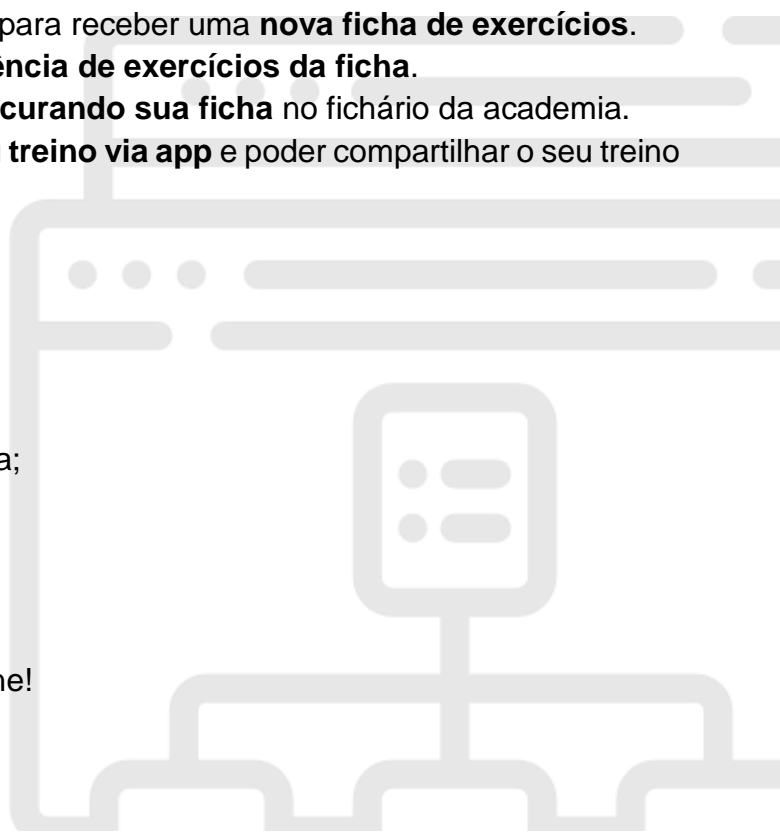 para receber uma nova ficha de exercícios.
ência de exercícios da ficha.
curando sua ficha no fichário da academia.
treino via app e poder compartilhar o seu treino
a;
ne!